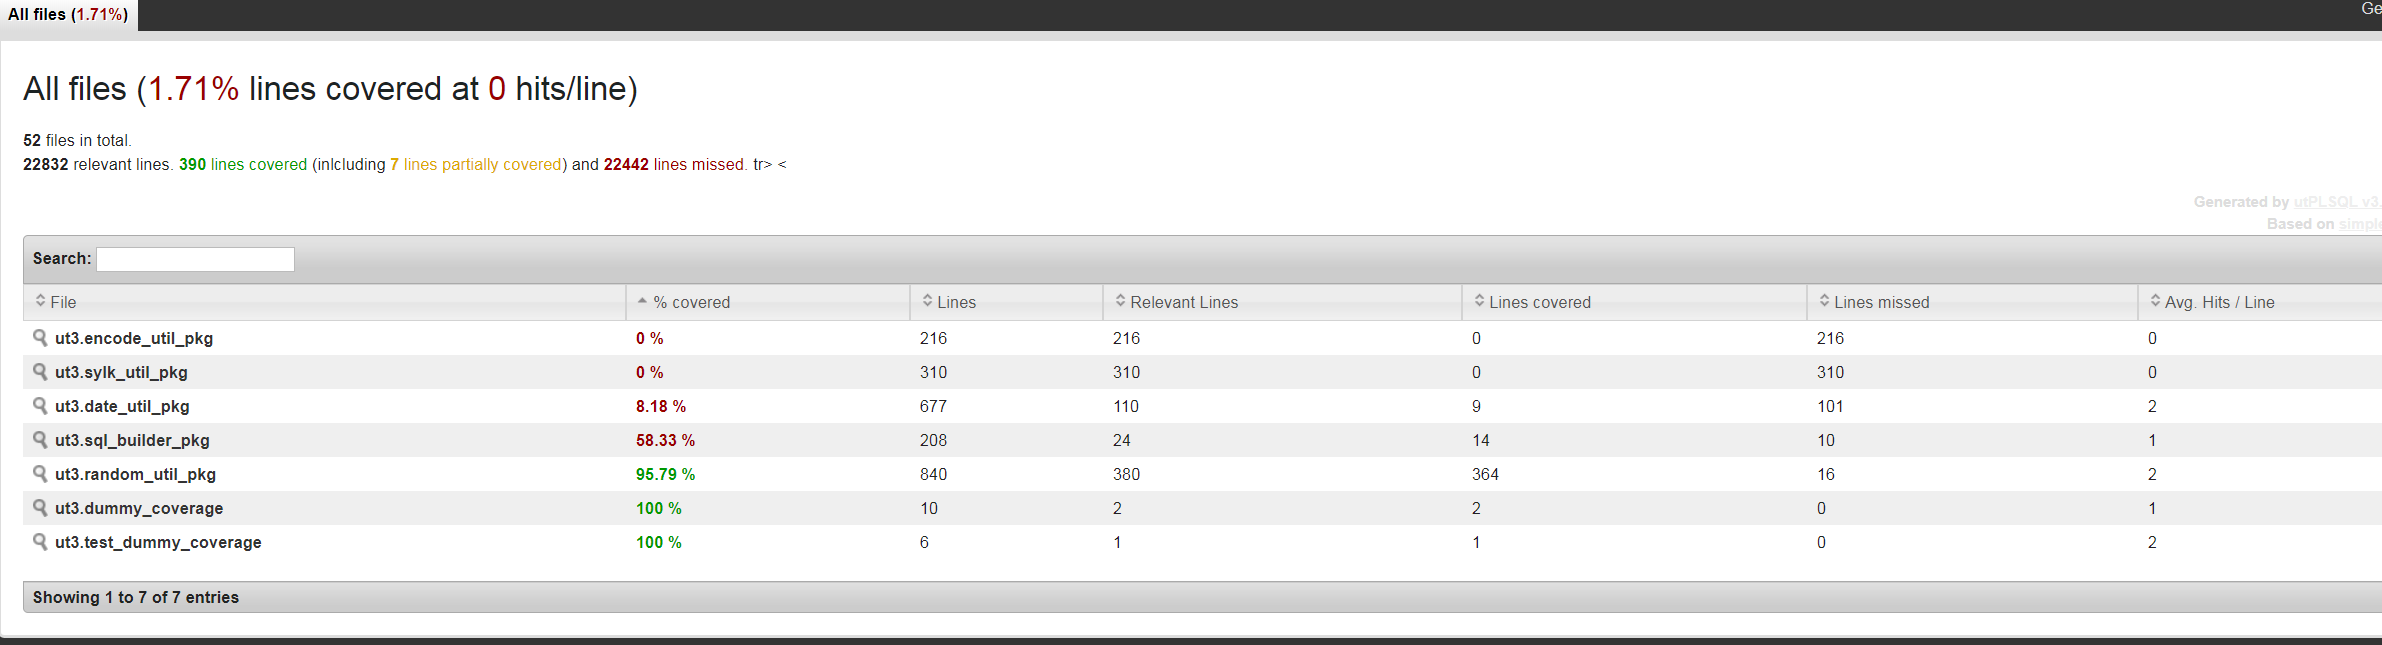 All files (1.71%)
Ge
All files (1.71% lines covered at 0 hits/line)
52 files in total.
22832 relevant lines. 390 lines covered (inlcluding 7 lines partially covered) and 22442 lines missed. tr> <
Generated by utPLSQL v3.
Based on simple
Search:
File % covered Lines Relevant Lines Lines covered Lines missed Avg. Hits / Line
ut3.encode_util_pkg 0 % 216 216 0 216 0
ut3.sylk_util_pkg 0 % 310 310 0 310 0
ut3.date_util_pkg 8.18 % 677 110 9 101 2
ut3.sql_builder_pkg 58.33 % 208 24 14 10 1
ut3.random_util_pkg 95.79 % 840 380 364 16 2
ut3.dummy_coverage 100 % 10 2 2 0 1
ut3.test_dummy_coverage 100 % 6 1 1 0 2
Showing 1 to 7 of 7 entries